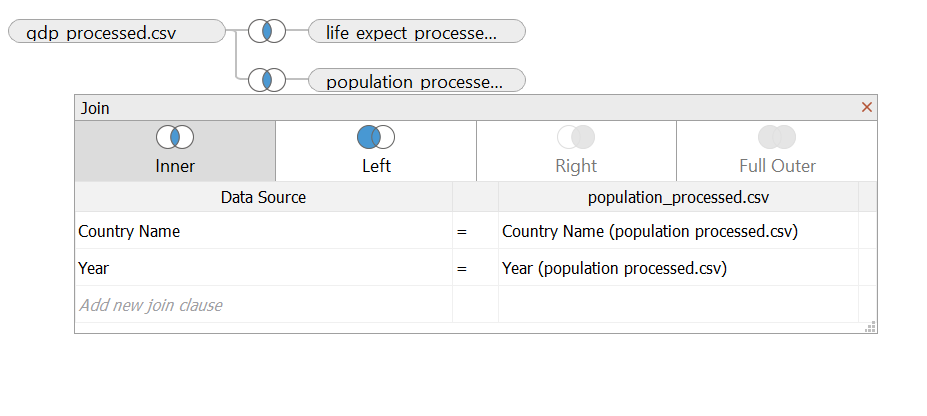 gdp processed.csv
life expect processe...
population processe...
Join
Inner
Left
Right
Full Outer
Data Source
population_processed.csv
Country Name
=
Country Name (population processed.csv)
Year
=
Year (population processed.csv)
Add new join clause